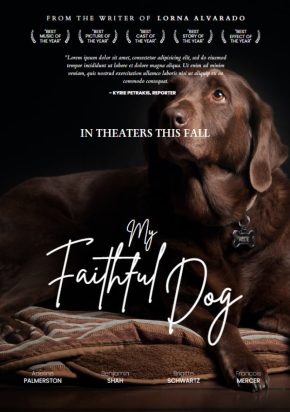 FROM THE WRITER OF LORNA ALVARADO
"BEST MUSIC OF THE YEAR"
"BEST PICTURE OF THE YEAR"
"BEST CAST OF THE YEAR"
"BEST STORY OF THE YEAR"
"BEST EFFECT OF THE YEAR"
"Lorem ipsum dolor sit amet, consectetur adipiscing elit, sed do eiusmod
tempor incididunt ut labore et dolore magna aliqua. Ut enim ad minim
veniam, quis nostrud exercitation ullamco laboris nisi ut aliquip ex ea
commodo consequat.
- KYRIE PETRAKIS, REPORTER
IN THEATERS THIS FALL
My
Faithful
Dog
Adeline PALMERSTON
Benjamin SHAH
Brigitte SCHWARTZ
François MERCER